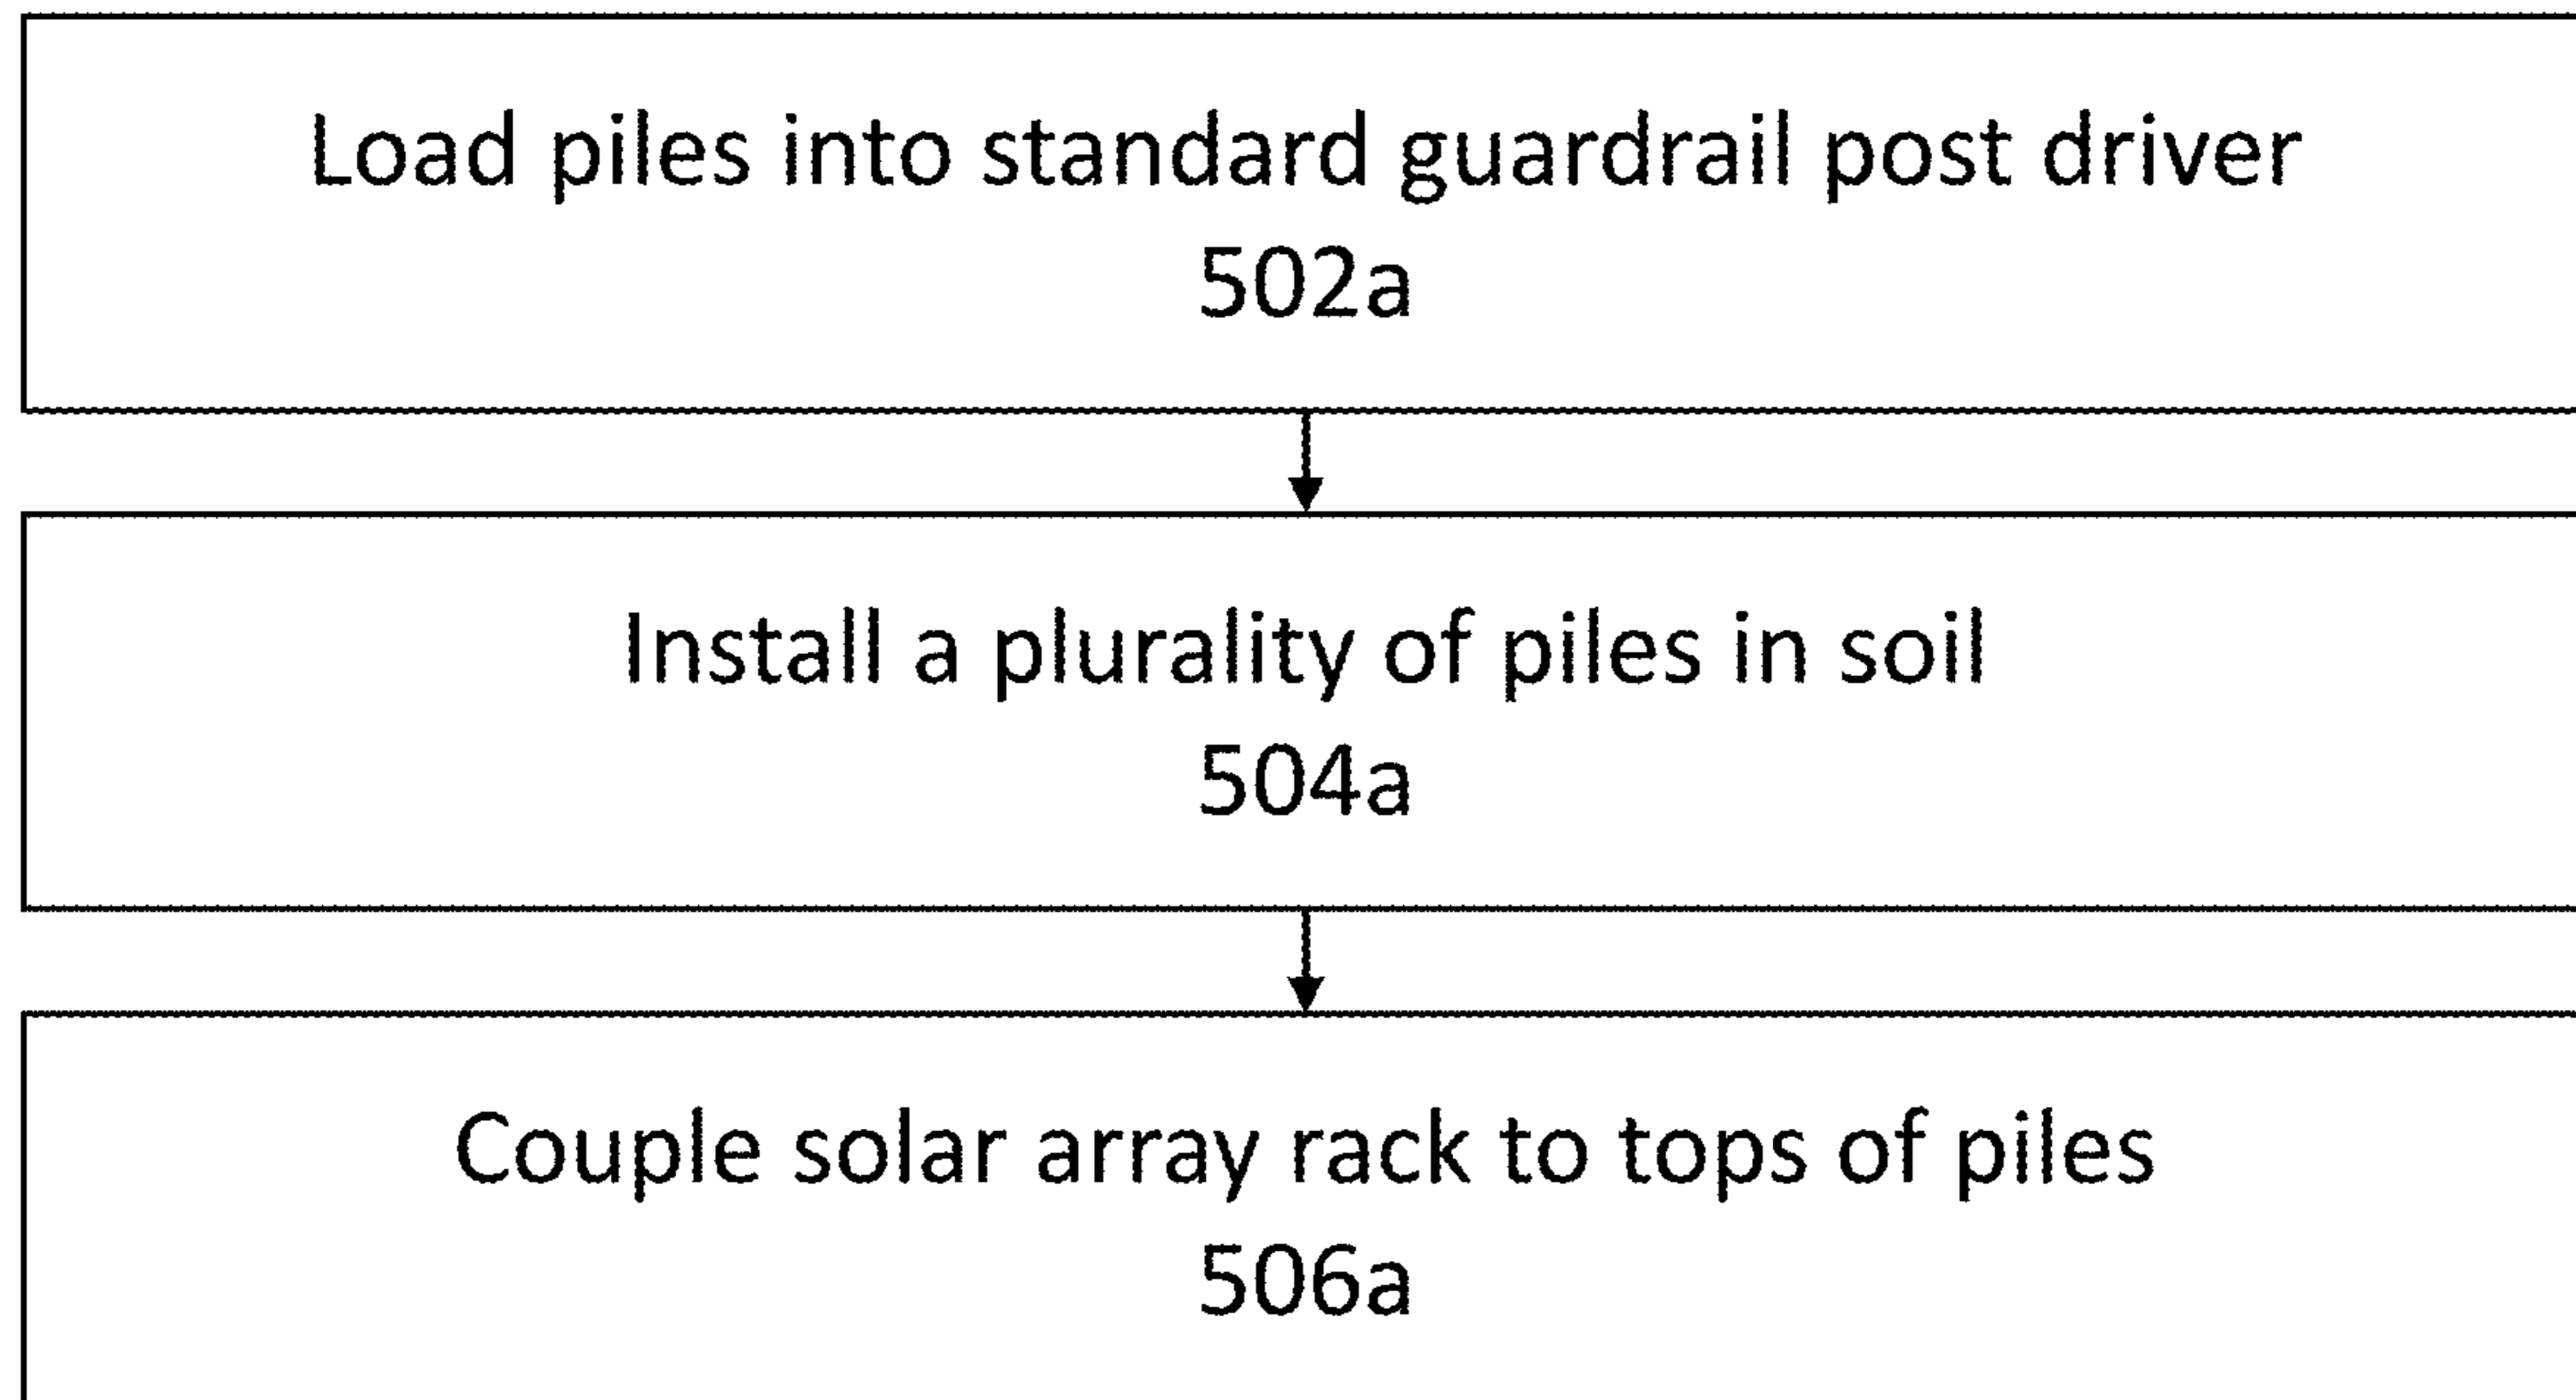 Load piles into standard guardrail post driver
502a
Install a plurality of piles in soil
504a
Couple solar array rack to tops of piles
506a